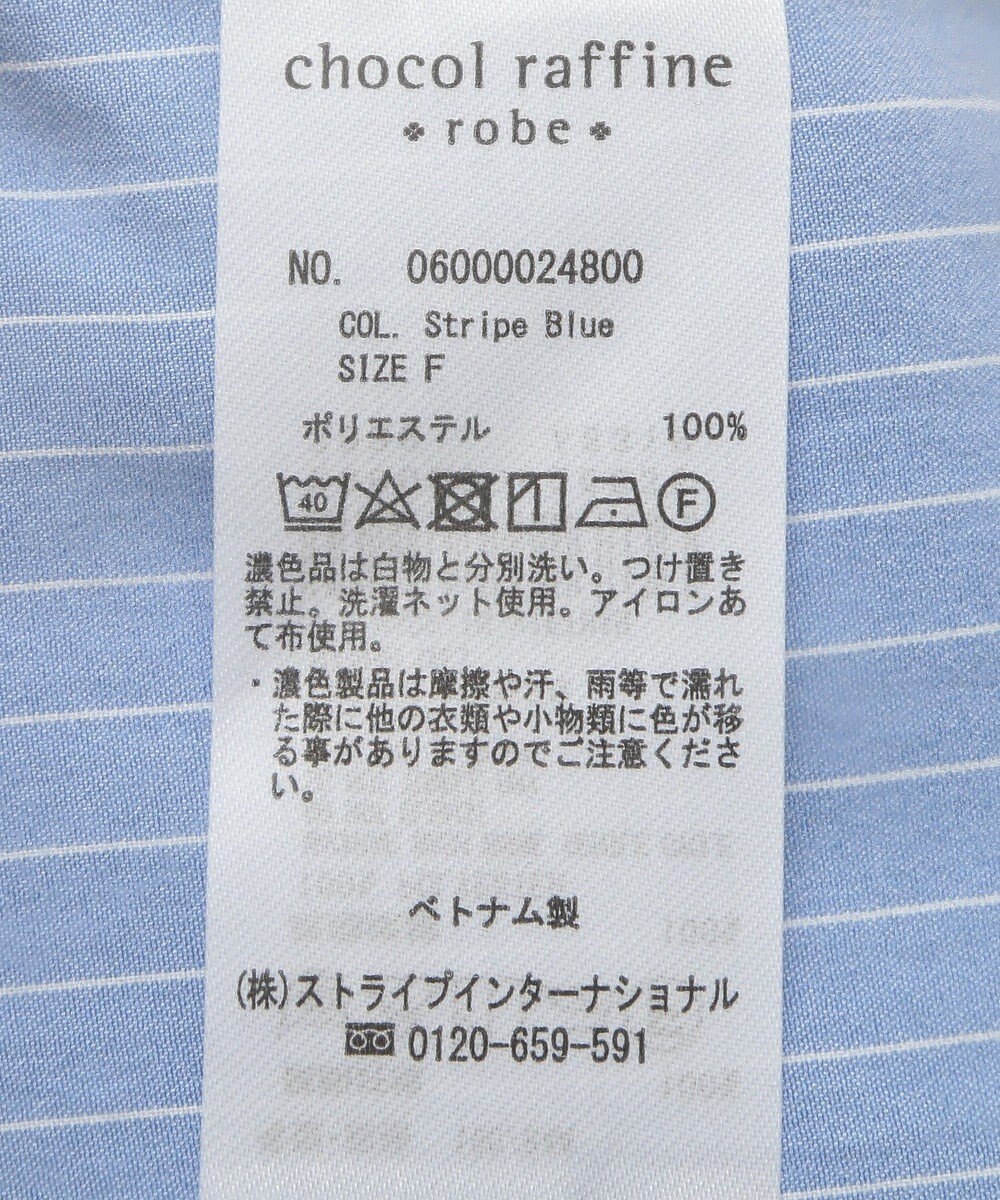 chocol raffine
robe
NO. 06000024800
COL. Stripe Blue
SIZE F
ポリエステル 100%
40 F
濃色品は白物と分別洗い。つけ置き
禁止。洗濯ネット使用。アイロンあ
て布使用。
・濃色製品は摩擦や汗、雨等で濡れ
た際に他の衣類や小物類に色が移
る事がありますのでご注意くださ
い。
ベトナム製
(株)ストライプインターナショナル
0120-659-591